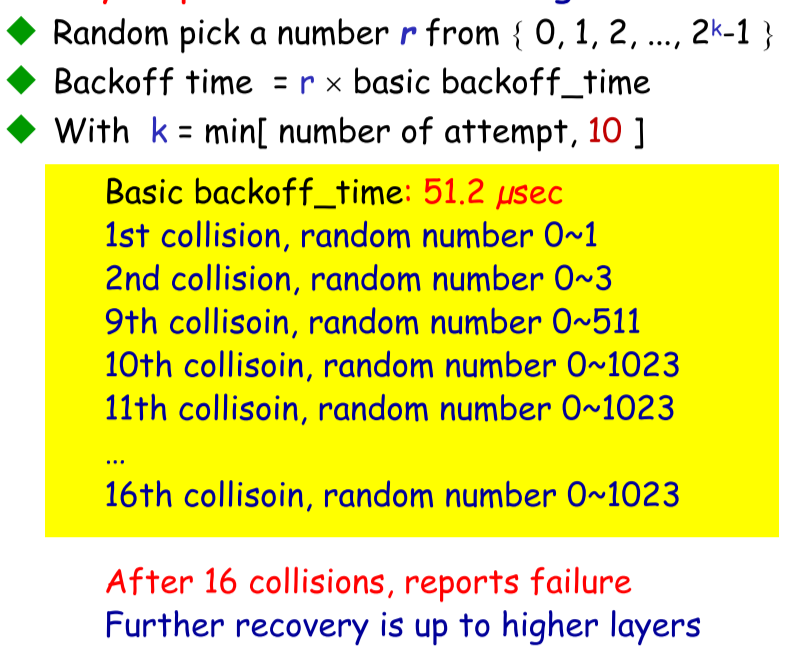 Random pick a number r from { 0, 1, 2, ..., 2ᵏ-1 }
Backoff time = r × basic backoff_time
With k = min[ number of attempt, 10 ]
Basic backoff_time: 51.2 μsec
1st collision, random number 0~1
2nd collision, random number 0~3
9th collisoin, random number 0~511
10th collisoin, random number 0~1023
11th collisoin, random number 0~1023
...
16th collisoin, random number 0~1023
After 16 collisions, reports failure
Further recovery is up to higher layers